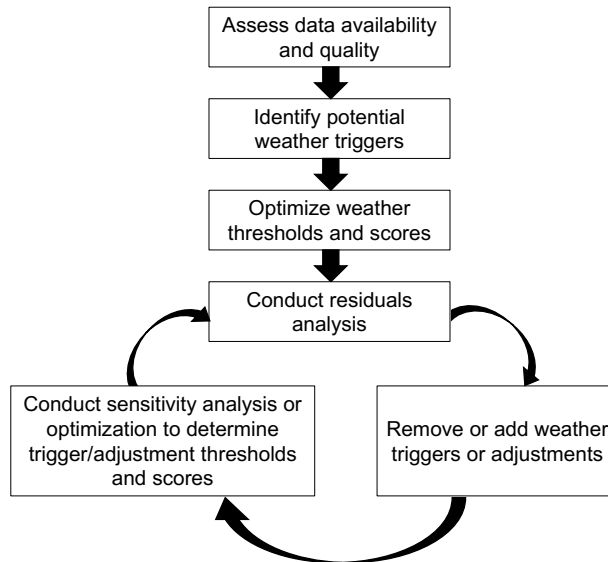 Assess data availability
and quality
Identify potential
weather triggers
Optimize weather
thresholds and scores
Conduct residuals
analysis
Conduct sensitivity analysis or
optimization to determine
trigger/adjustment thresholds
and scores
Remove or add weather
triggers or adjustments